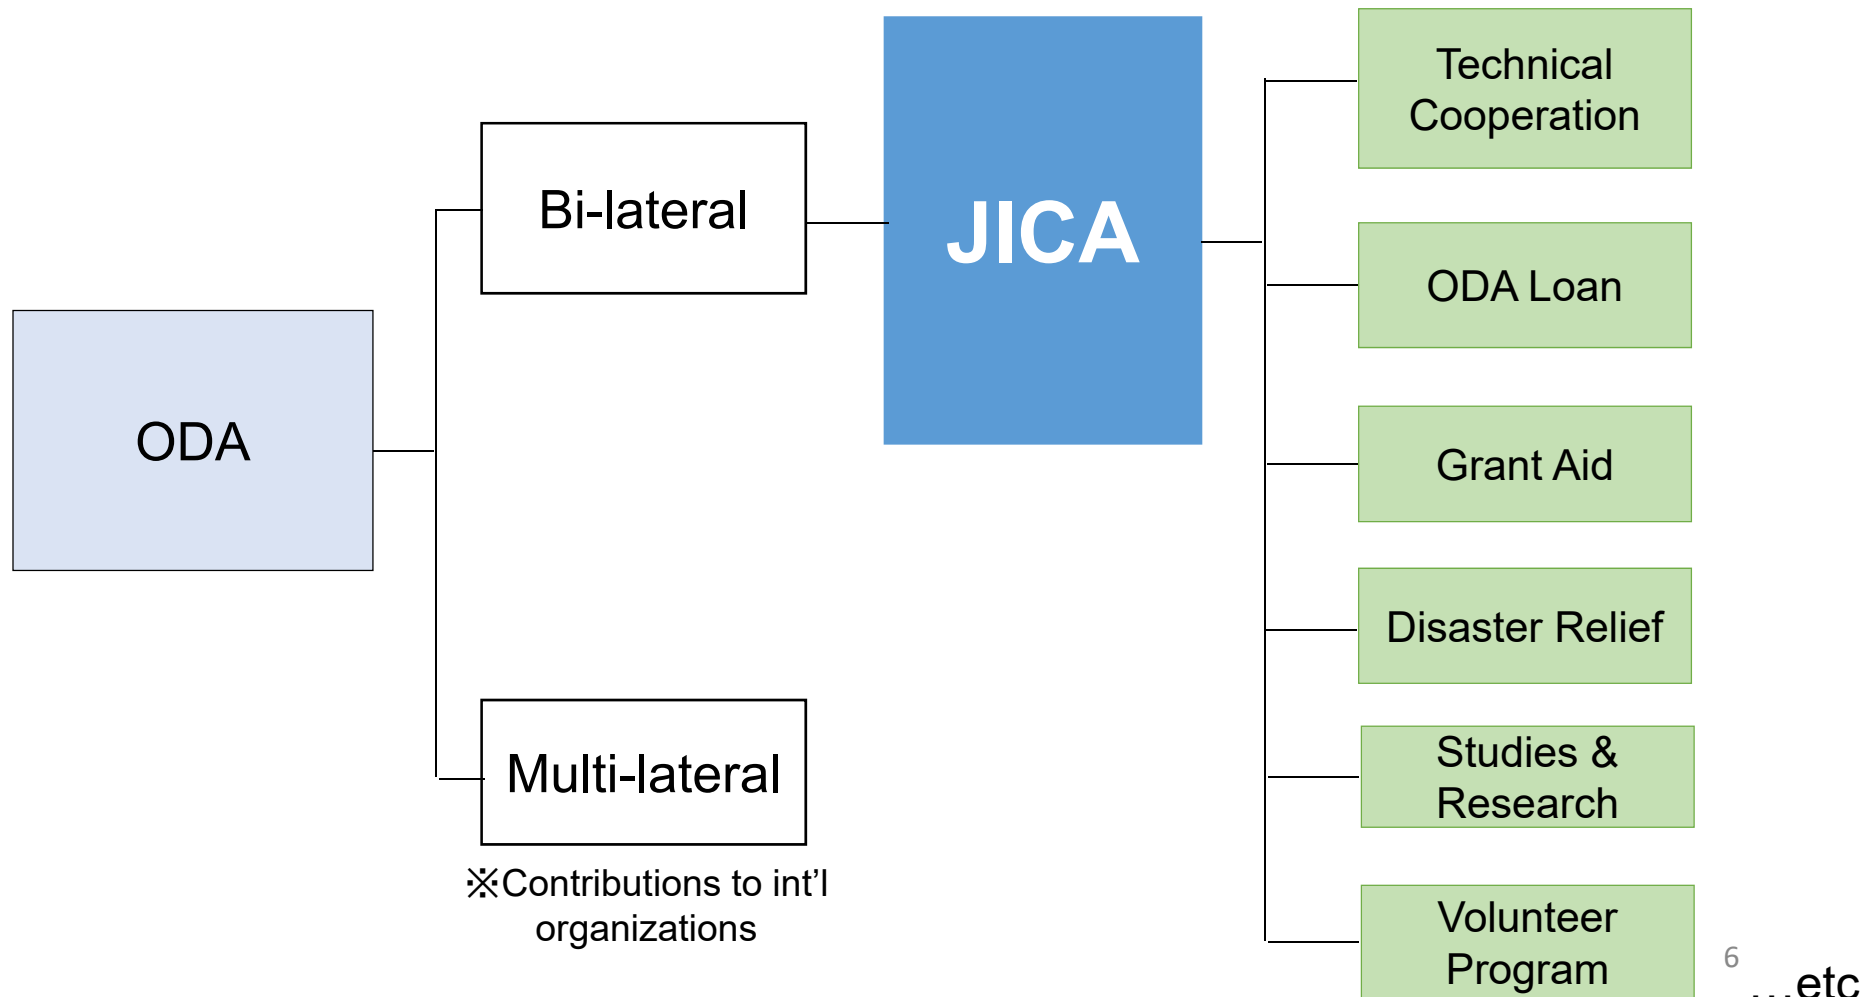 ODA
Bi-lateral
Multi-lateral
※Contributions to int'l
organizations
JICA
Technical
Cooperation
ODA Loan
Grant Aid
Disaster Relief
Studies &
Research
Volunteer
Program
6
…etc